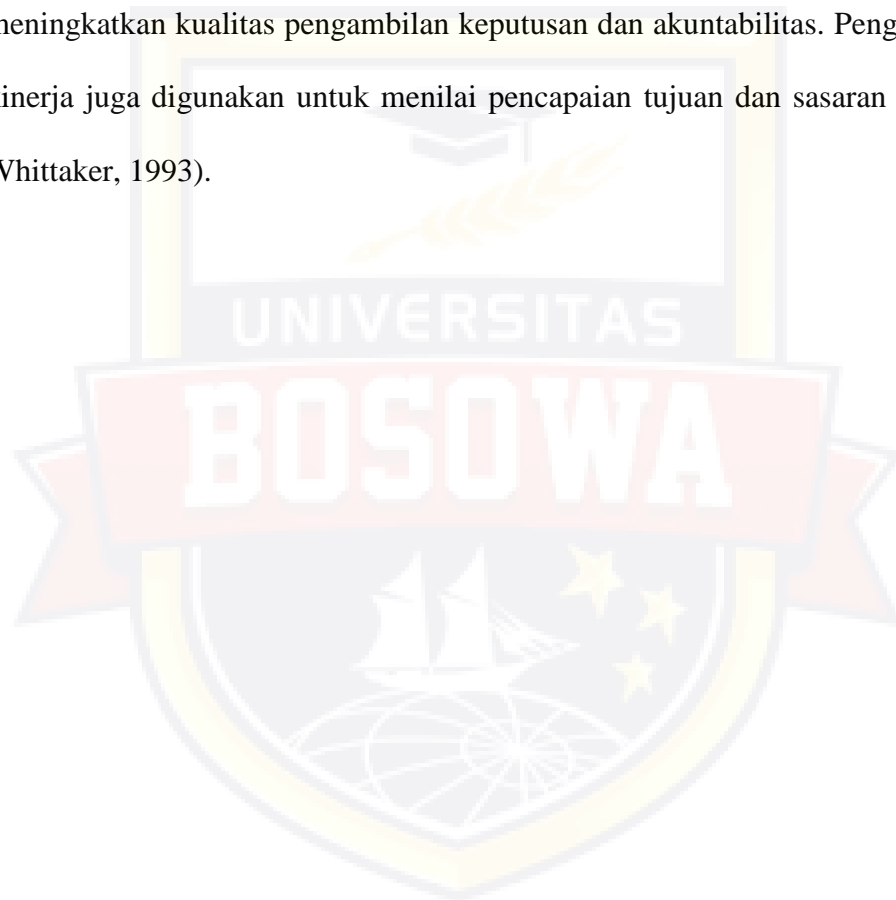 meningkatkan kualitas pengambilan keputusan dan akuntabilitas. Peng
kinerja juga digunakan untuk menilai pencapaian tujuan dan sasaran
Whittaker, 1993).
UNIVERSITAS
BOSOWA